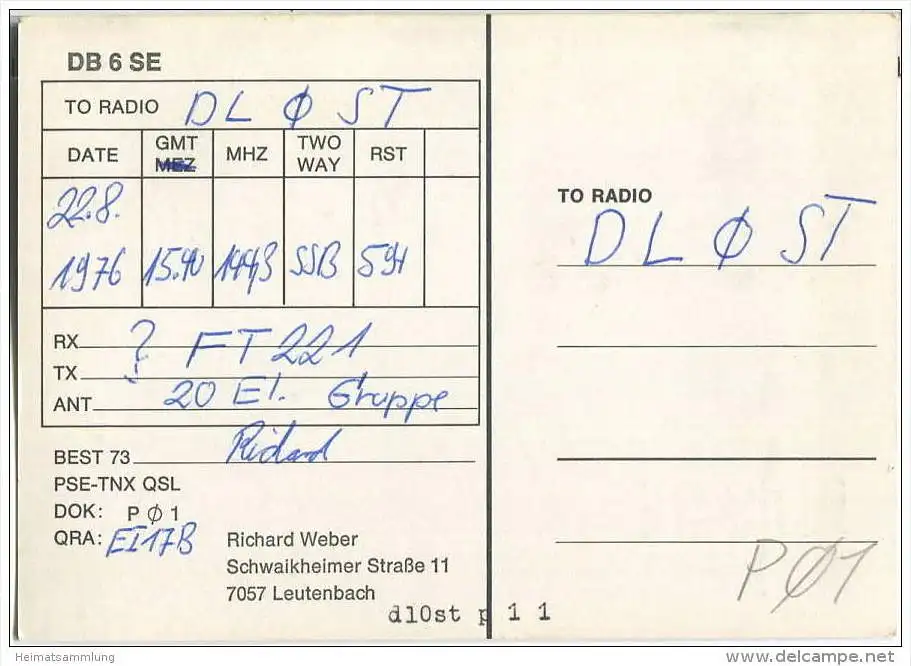 DB 6 SE
TO RADIO DL Ø ST
DATE GMT MEZ MHZ TWO WAY RST
22.8.
1976 15.40 144,3 SSB 59+
RX ? FT 221
TX
ANT 20 El. Gruppe
BEST 73 Richard
PSE-TNX QSL
DOK: P Ø 1
QRA: EI17B
Richard Weber
Schwaikheimer Straße 11
7057 Leutenbach
TO RADIO
DL Ø ST
PØ1
dl0st p 1 1
Heimatsammlung
www.delcampe.net